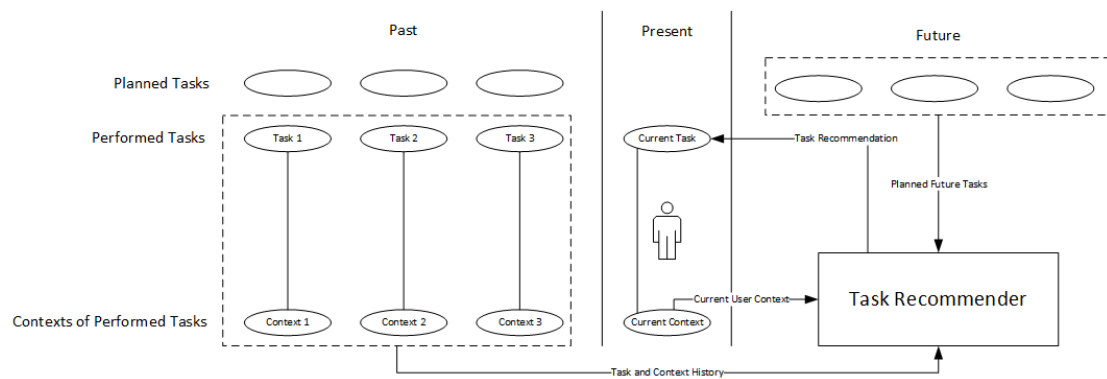 Past
Present
Future
Planned Tasks
Performed Tasks
Task 1
Task 2
Task 3
Current Task
Task Recommendation
Planned Future Tasks
Task Recommender
Current User Context
Contexts of Performed Tasks
Context 1
Context 2
Context 3
Current Context
Task and Context History